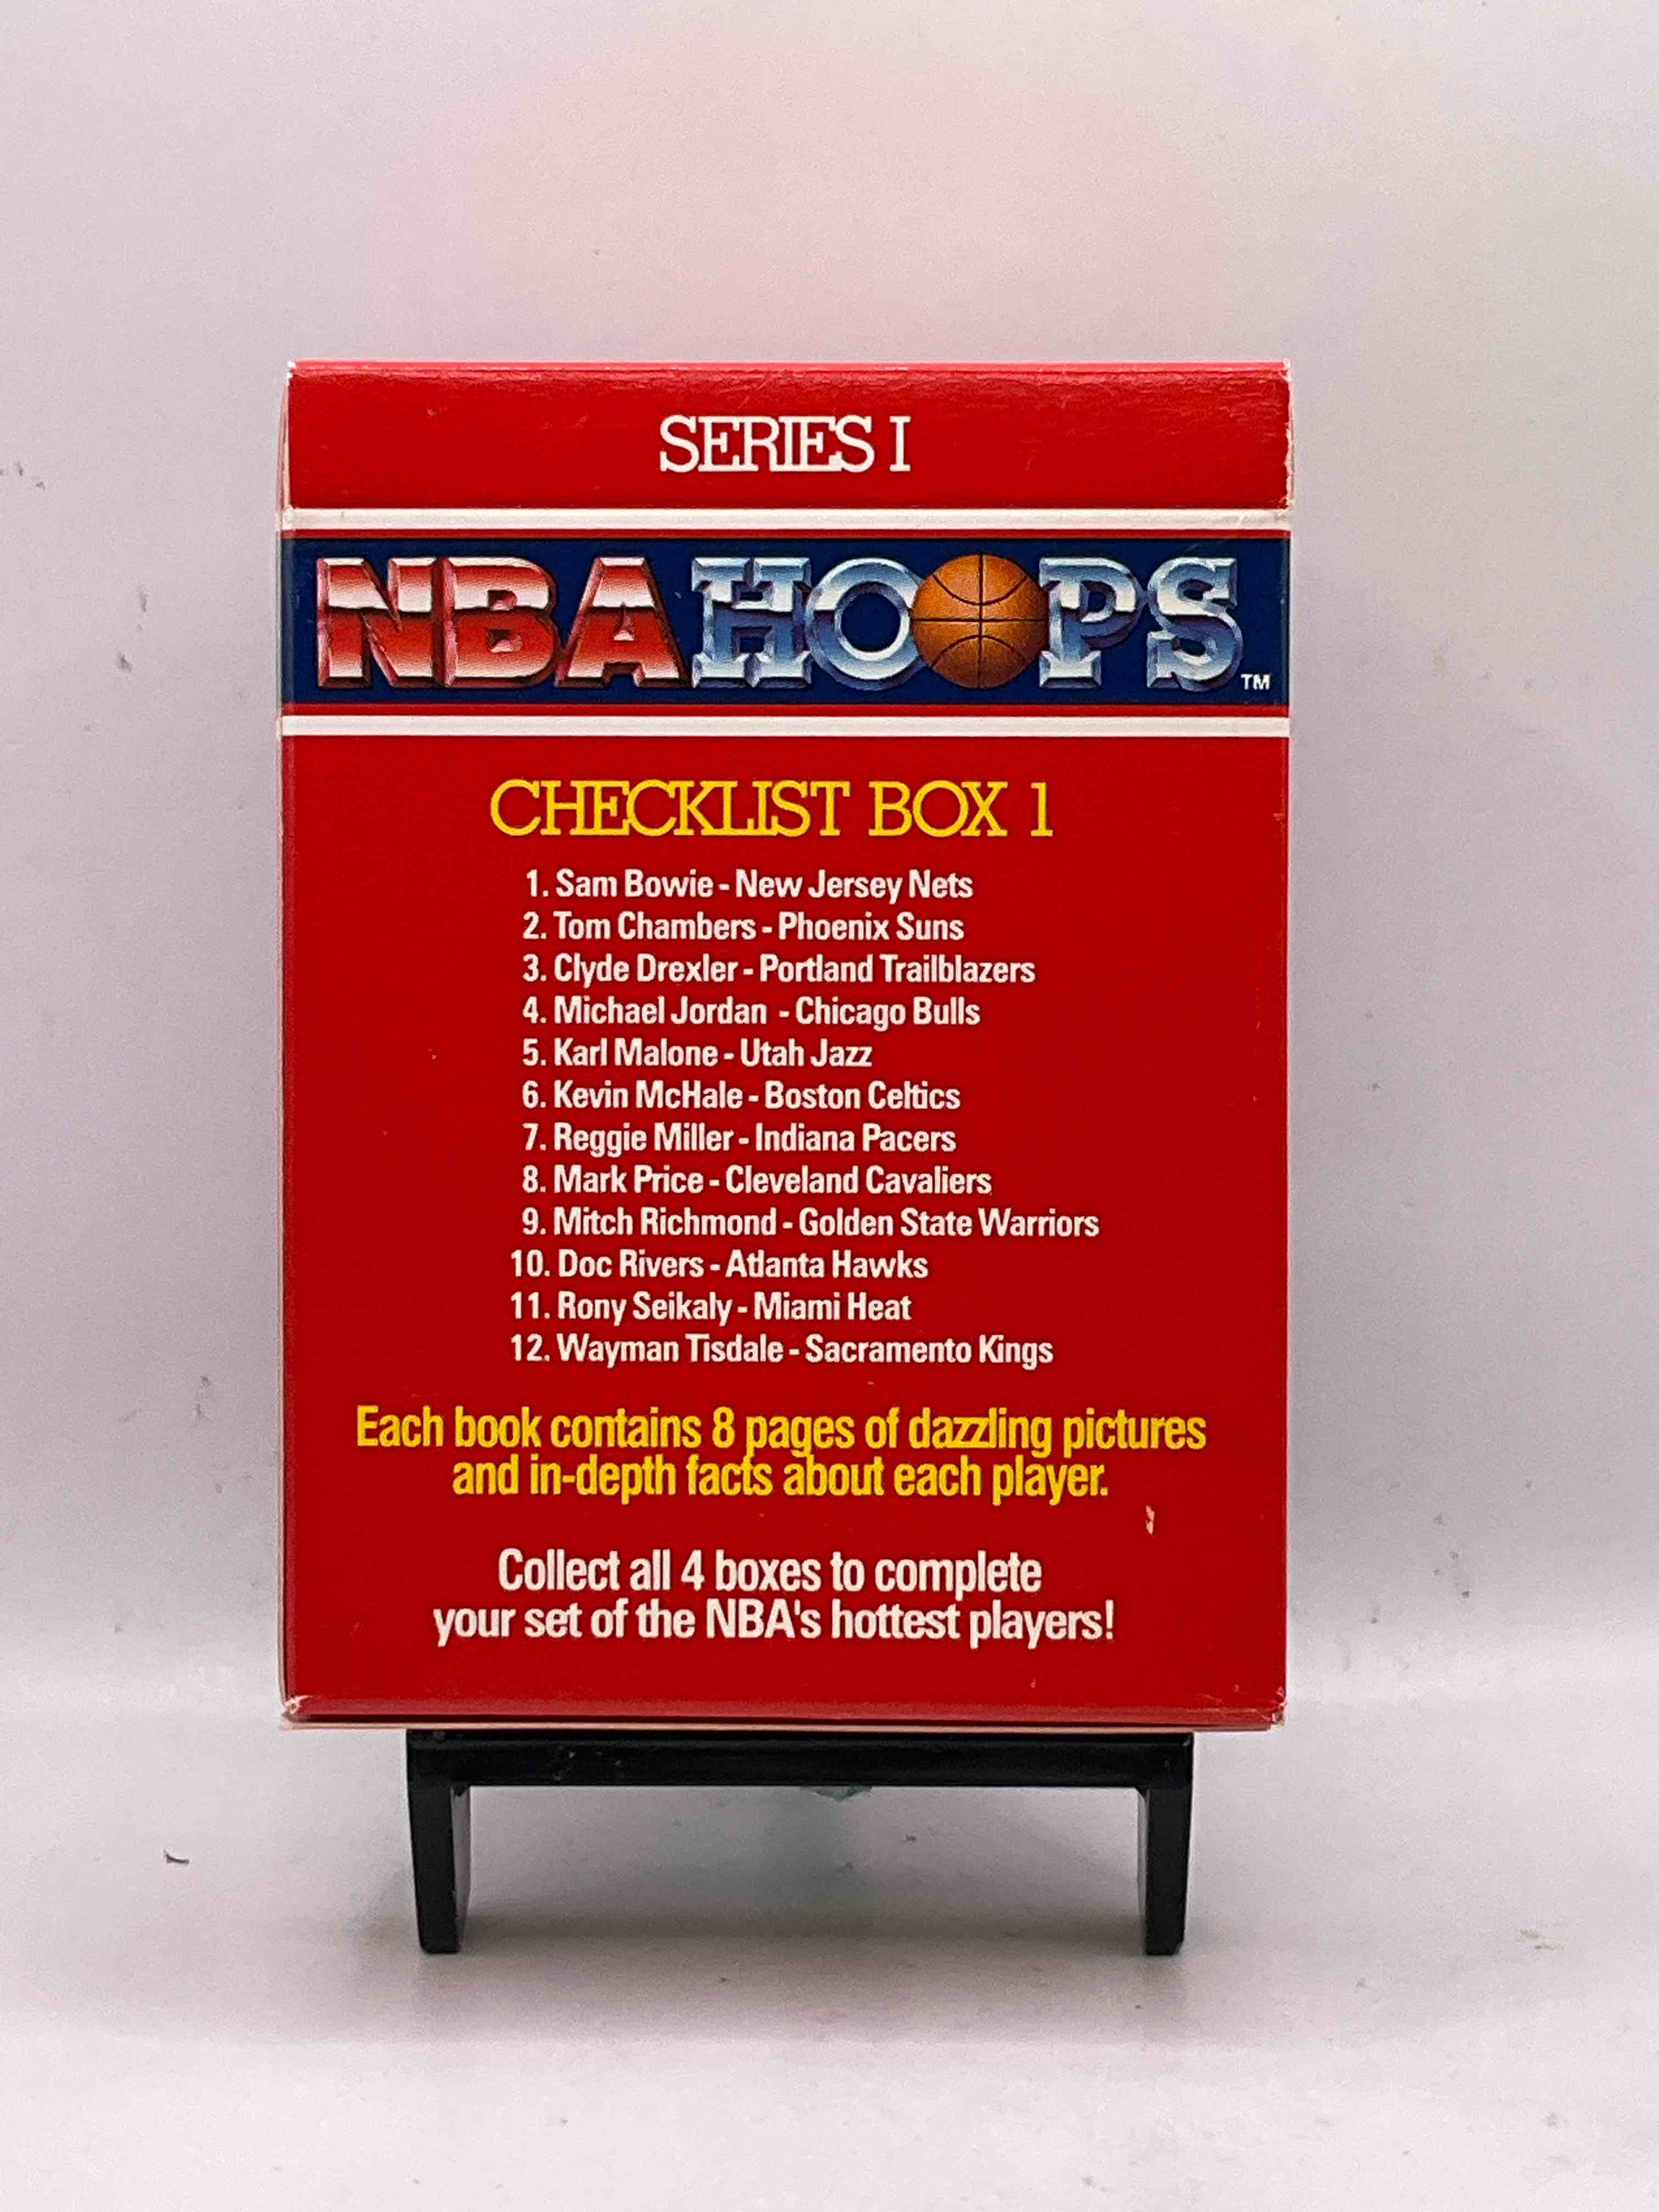 SERIES I
NBA HOOPS TM
CHECKLIST BOX 1
1. Sam Bowie - New Jersey Nets
2. Tom Chambers - Phoenix Suns
3. Clyde Drexler - Portland Trailblazers
4. Michael Jordan - Chicago Bulls
5. Karl Malone - Utah Jazz
6. Kevin McHale - Boston Celtics
7. Reggie Miller - Indiana Pacers
8. Mark Price - Cleveland Cavaliers
9. Mitch Richmond - Golden State Warriors
10. Doc Rivers - Atlanta Hawks
11. Rony Seikaly - Miami Heat
12. Wayman Tisdale - Sacramento Kings
Each book contains 8 pages of dazzling pictures
and in-depth facts about each player.
Collect all 4 boxes to complete
your set of the NBA's hottest players!